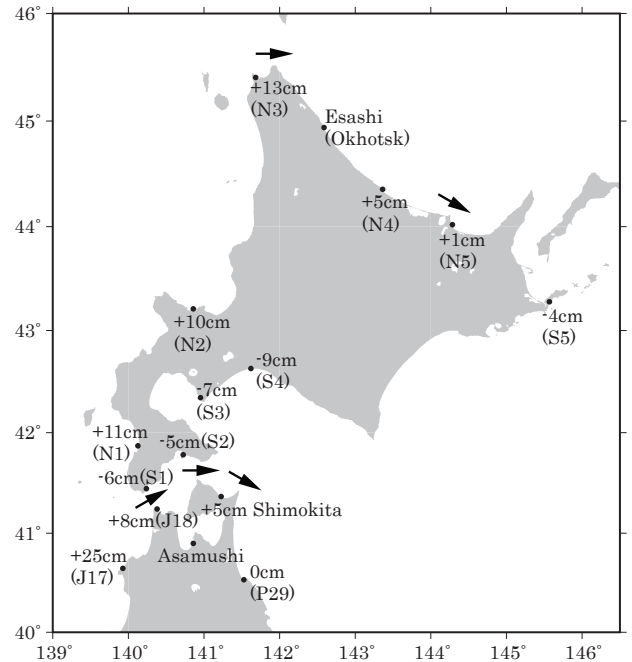 46°
+13cm
(N3)
Esashi
(Okhotsk)
45°
+5cm
(N4)
44°
+1cm
(N5)
-4cm
(S5)
+10cm
(N2)
43°
-9cm
(S4)
-7cm
(S3)
42°
+11cm
(N1)
-5cm(S2)
-6cm(S1)
+5cm Shimokita
+8cm(J18)
41°
Asamushi
+25cm
(J17)
0cm
(P29)
40°
139° 140° 141° 142° 143° 144° 145° 146°